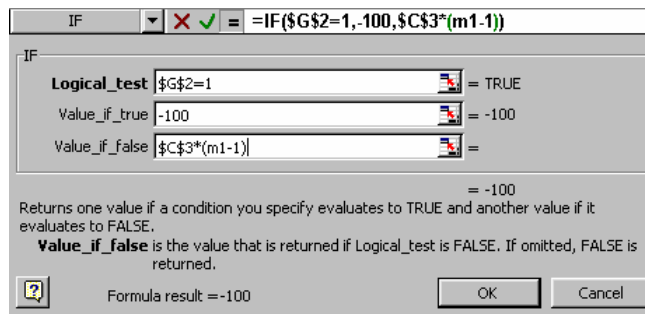 IF =IF($G$2=1,-100,$C$3*(m1-1))
IF
Logical_test $G$2=1 = TRUE
Value_if_true -100 = -100
Value_if_false $C$3*(m1-1) =
= -100
Returns one value if a condition you specify evaluates to TRUE and another value if it
evaluates to FALSE.
Value_if_false is the value that is returned if Logical_test is FALSE. If omitted, FALSE is
returned.
Formula result =-100 OK Cancel